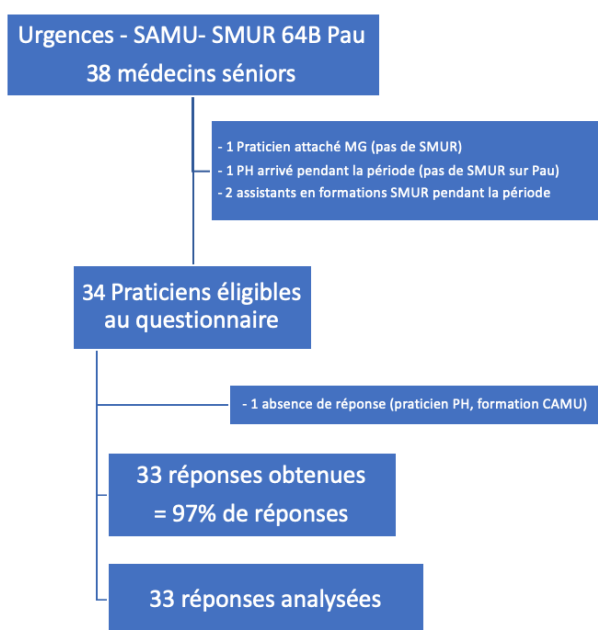 Urgences - SAMU- SMUR 64B Pau
38 médecins séniors
- 1 Praticien attaché MG (pas de SMUR)
- 1 PH arrivé pendant la période (pas de SMUR sur Pau)
- 2 assistants en formations SMUR pendant la période
34 Praticiens éligibles
au questionnaire
- 1 absence de réponse (praticien PH, formation CAMU)
33 réponses obtenues
= 97% de réponses
33 réponses analysées